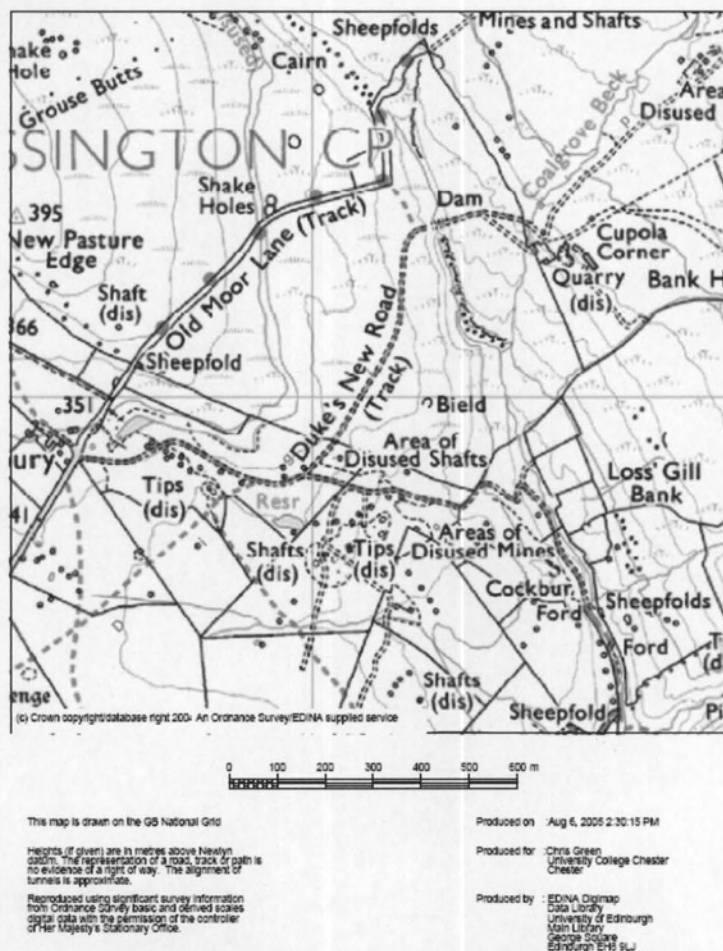 Sheepfolds
Mines and Shafts
hake
Hole
Cairn
Grouse Butts
Area
Disused
Coalgrove Beck
SSINGTON CP
Shake
Holes
Dam
395
New Pasture
Edge
Cupola
Corner
Quarry
(dis)
Bank H
Shaft
(dis)
Old Moor Lane (Track)
366
Sheepfold
Duke's New Road
(Track)
351
Bield
Area of
Disused Shafts
bury
Loss Gill
Bank
Tips
(dis)
Resr
41
Shafts
(dis)
Tips
(dis)
Areas of
Disused Mines
Cockbur
Ford
Sheepfolds
Ford
Shafts
(dis)
enge
Sheepfold
(c) Crown copyright/database right 2004 An Ordnance Survey/EDINA supplied service
0 100 200 300 400 500 600 m
This map is drawn on the GB National Grid
Heights (if given) are in metres above Newlyn
datum. The representation of a road, track or path is
no evidence of a right of way. The alignment of
tunnels is approximate.
Reproduced using significant survey information
from Ordnance Survey basic and derived scales
digital data with the permission of the controller
of Her Majesty's Stationary Office.
Produced on : Aug 6, 2005 2:30:15 PM
Produced for : Chris Green
University College Chester
Chester
Produced by : EDINA Digimap
Data Library
University of Edinburgh
Main Library
George Square
Edinburgh EH8 9LJ